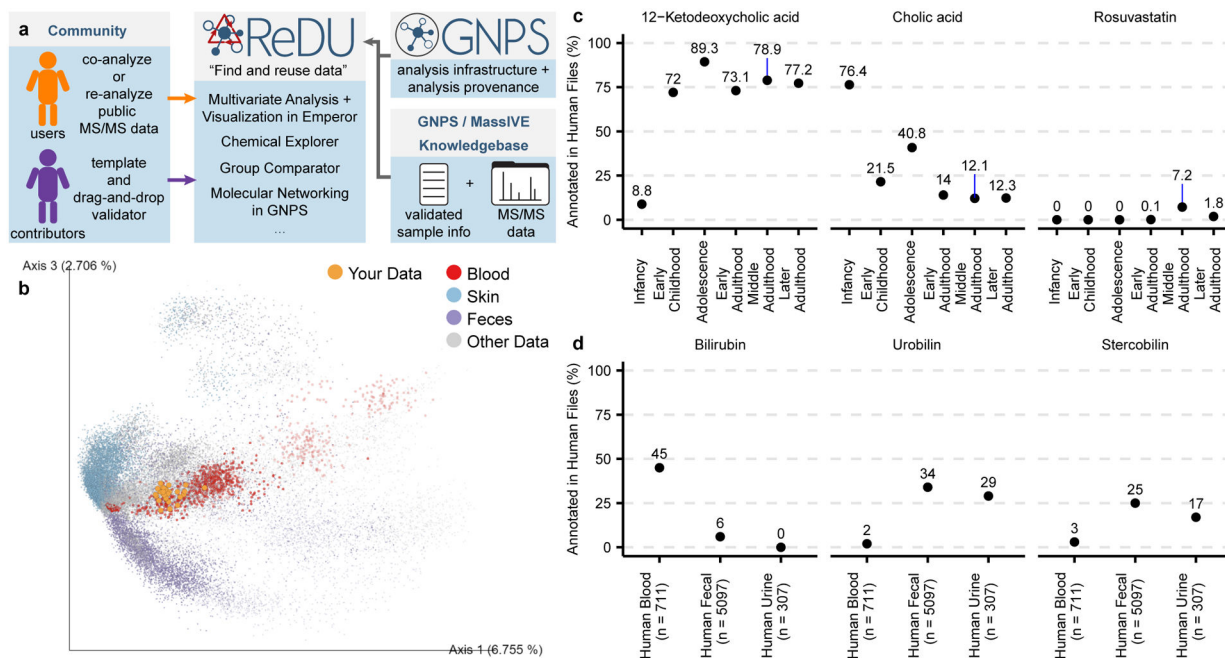 a
Community
co-analyze
or
re-analyze
public
MS/MS data
users
template
and
drag-and-drop
validator
contributors
ReDU
“Find and reuse data”
Multivariate Analysis +
Visualization in Emperor
Chemical Explorer
Group Comparator
Molecular Networking
in GNPS
...
GNPS
analysis infrastructure +
analysis provenance
GNPS / MassIVE
Knowledgebase
+
validated
sample info
MS/MS
data
b
Axis 3 (2.706 %)
Your Data
Blood
Skin
Feces
Other Data
Axis 1 (6.755 %)
c
12−Ketodeoxycholic acid
Cholic acid
Rosuvastatin
Annotated in Human Files (%)
100
75
50
25
0
8.8
72
89.3
73.1
78.9
77.2
76.4
21.5
40.8
14
12.1
12.3
0
0
0
0.1
7.2
1.8
Infancy
Early
Childhood
Adolescence
Early
Adulthood
Middle
Adulthood
Later
Adulthood
Infancy
Early
Childhood
Adolescence
Early
Adulthood
Middle
Adulthood
Later
Adulthood
Infancy
Early
Childhood
Adolescence
Early
Adulthood
Middle
Adulthood
Later
Adulthood
d
Bilirubin
Urobilin
Stercobilin
Annotated in Human Files (%)
100
75
50
25
0
45
6
0
2
34
29
3
25
17
Human Blood
(n = 711)
Human Fecal
(n = 5097)
Human Urine
(n = 307)
Human Blood
(n = 711)
Human Fecal
(n = 5097)
Human Urine
(n = 307)
Human Blood
(n = 711)
Human Fecal
(n = 5097)
Human Urine
(n = 307)